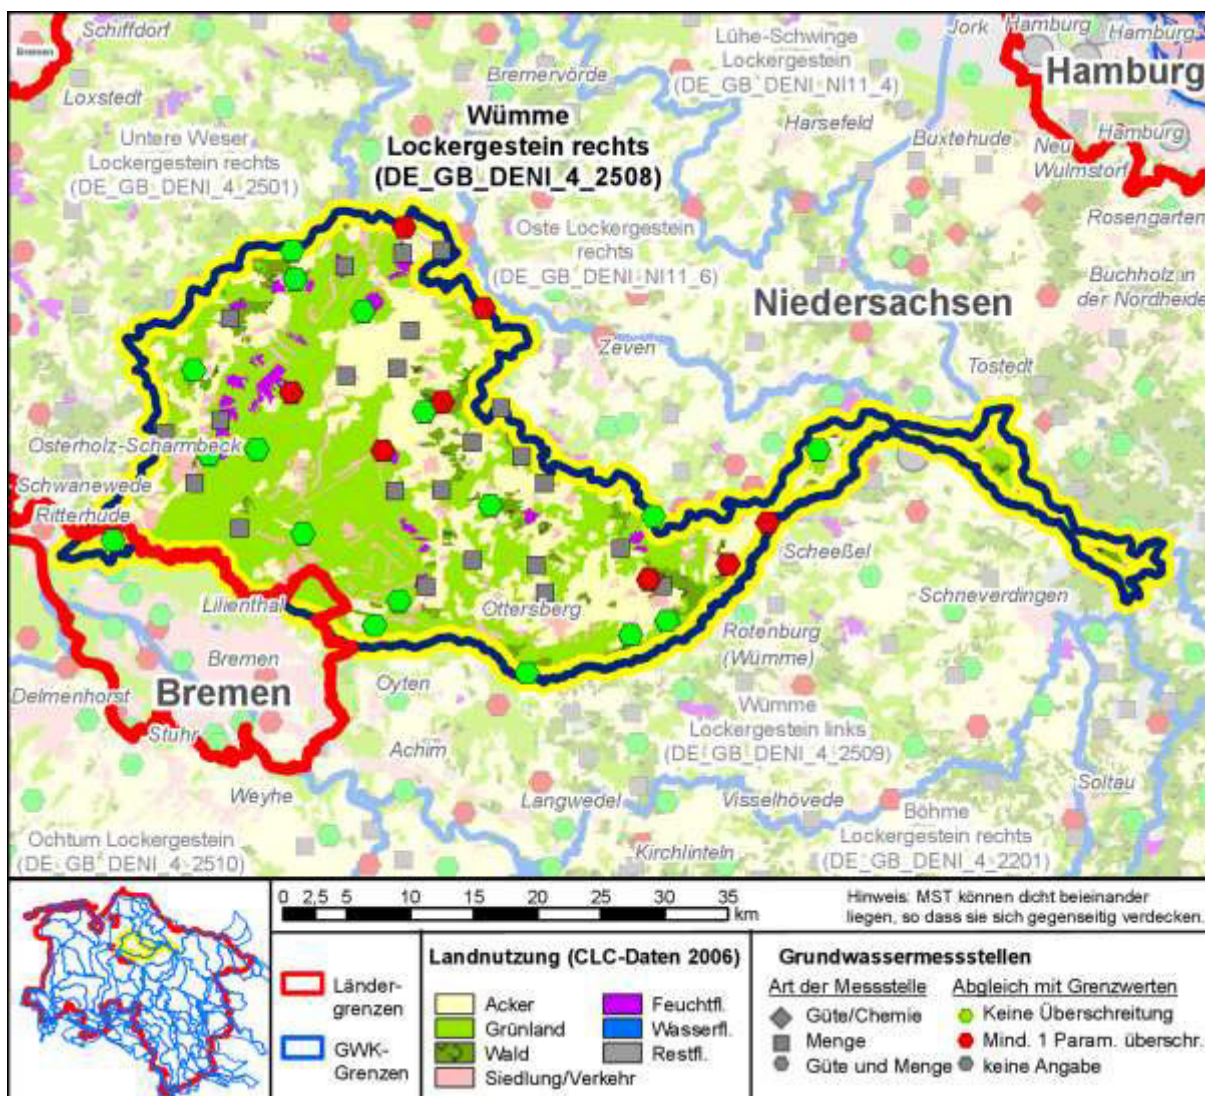 Schiffdorf
Bremen
Loxstedt
Bremervörde
Lühe-Schwinge
Lockergestein
(DE_GB_DENI-NI11_4)
Jork
Hamburg
Hamburg
Hamburg
Hamburg
Harsefeld
Buxtehude
Neu
Wulmstorf
Rosengarten
Untere Weser
Lockergestein rechts
(DE_GB_DENI_4_2501)
Wümme
Lockergestein rechts
(DE_GB_DENI_4_2508)
Oste Lockergestein
rechts
(DE_GB_DENI-NI11_6)
Niedersachsen
Buchholz in
der Nordheide
Zeven
Tostedt
Osterholz-Scharmbeck
Schwanewede
Ritterhude
Lilienthal
Ottersberg
Scheeßel
Schneverdingen
Rotenburg
(Wümme)
Bremen
Bremen
Delmenhorst
Stuhr
Oyten
Achim
Weyhe
Wümme
Lockergestein links
(DE_GB_DENI_4_2509)
Langwedel
Visselhövede
Soltau
Kirchlinteln
Böhme
Lockergestein rechts
(DE_GB_DENI_4_2201)
Ochtum Lockergestein
(DE_GB_DENI_4_2510)
0 2,5 5 10 15 20 25 30 35
km
Hinweis: MST können dicht beieinander
liegen, so dass sie sich gegenseitig verdecken.
Länder-
grenzen
GWK-
Grenzen
Landnutzung (CLC-Daten 2006)
Acker
Grünland
Wald
Siedlung/Verkehr
Feuchtfl.
Wasserfl.
Restfl.
Grundwassermessstellen
Art der Messstelle
Güte/Chemie
Menge
Güte und Menge
Abgleich mit Grenzwerten
Keine Überschreitung
Mind. 1 Param. überschr.
keine Angabe